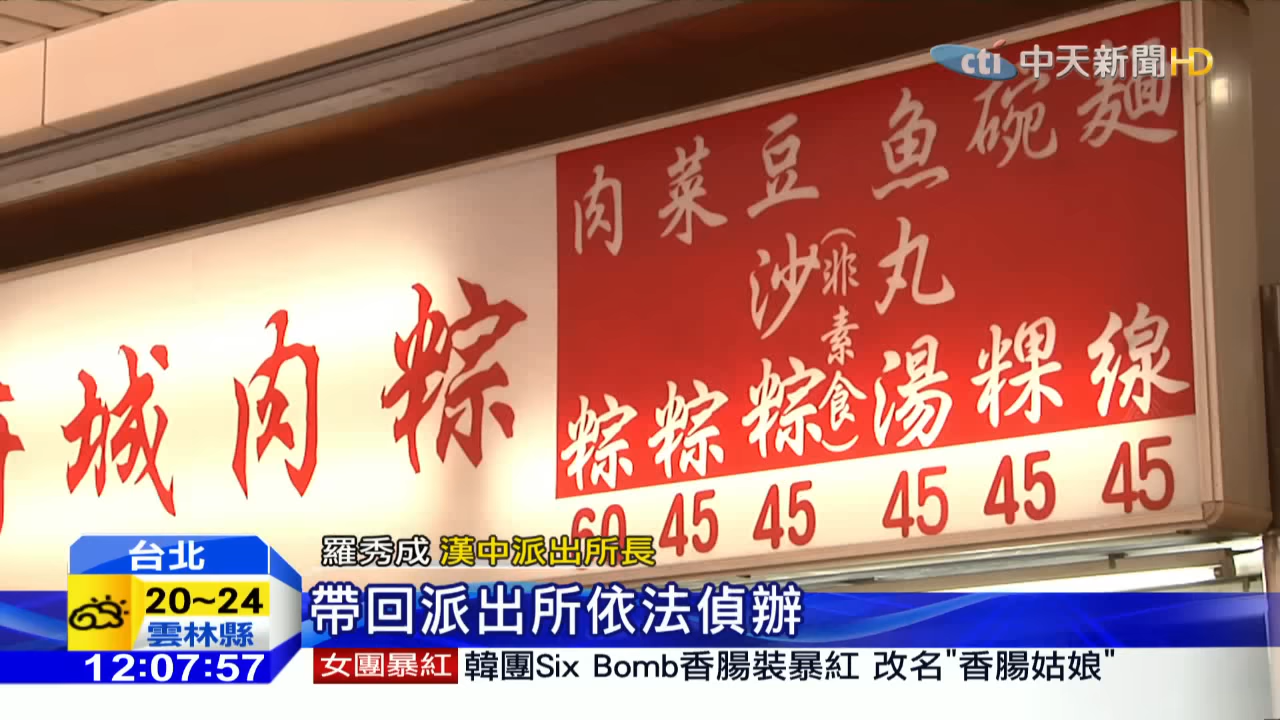 cti 中天新聞HD
城肉粽
肉粽 60
菜粽 45
豆沙粽(非素食) 45
魚丸湯 45
碗粿 45
麵線 45
台北
羅秀成 漢中派出所長
20~24
雲林縣
帶回派出所依法偵辦
12:07:57
女團暴紅 韓團Six Bomb香腸裝暴紅 改名"香腸姑娘"